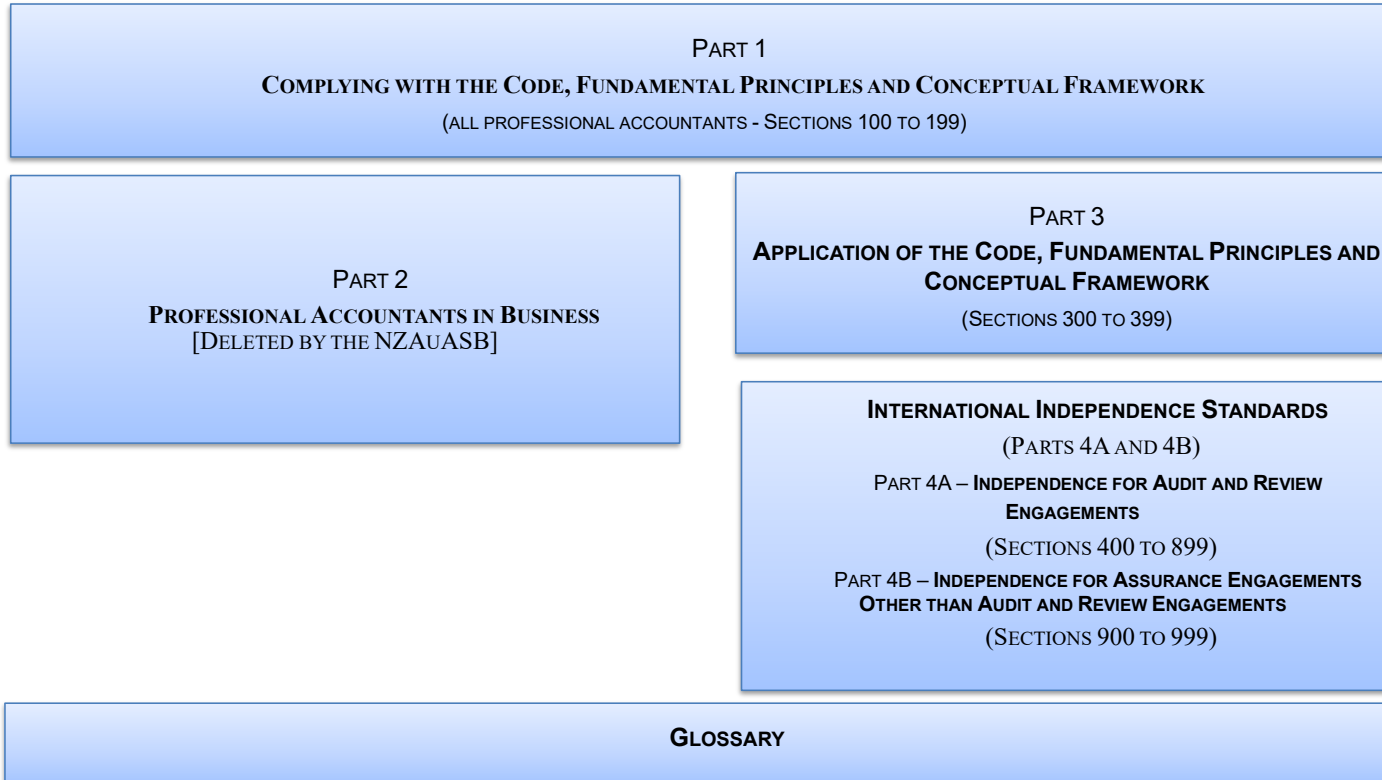 PART 1
COMPLYING WITH THE CODE, FUNDAMENTAL PRINCIPLES AND CONCEPTUAL FRAMEWORK
(ALL PROFESSIONAL ACCOUNTANTS - SECTIONS 100 TO 199)
PART 2
PROFESSIONAL ACCOUNTANTS IN BUSINESS
[DELETED BY THE NZAUASB]
PART 3
APPLICATION OF THE CODE, FUNDAMENTAL PRINCIPLES AND
CONCEPTUAL FRAMEWORK
(SECTIONS 300 TO 399)
INTERNATIONAL INDEPENDENCE STANDARDS
(PARTS 4A AND 4B)
PART 4A – INDEPENDENCE FOR AUDIT AND REVIEW
ENGAGEMENTS
(SECTIONS 400 TO 899)
PART 4B – INDEPENDENCE FOR ASSURANCE ENGAGEMENTS
OTHER THAN AUDIT AND REVIEW ENGAGEMENTS
(SECTIONS 900 TO 999)
GLOSSARY